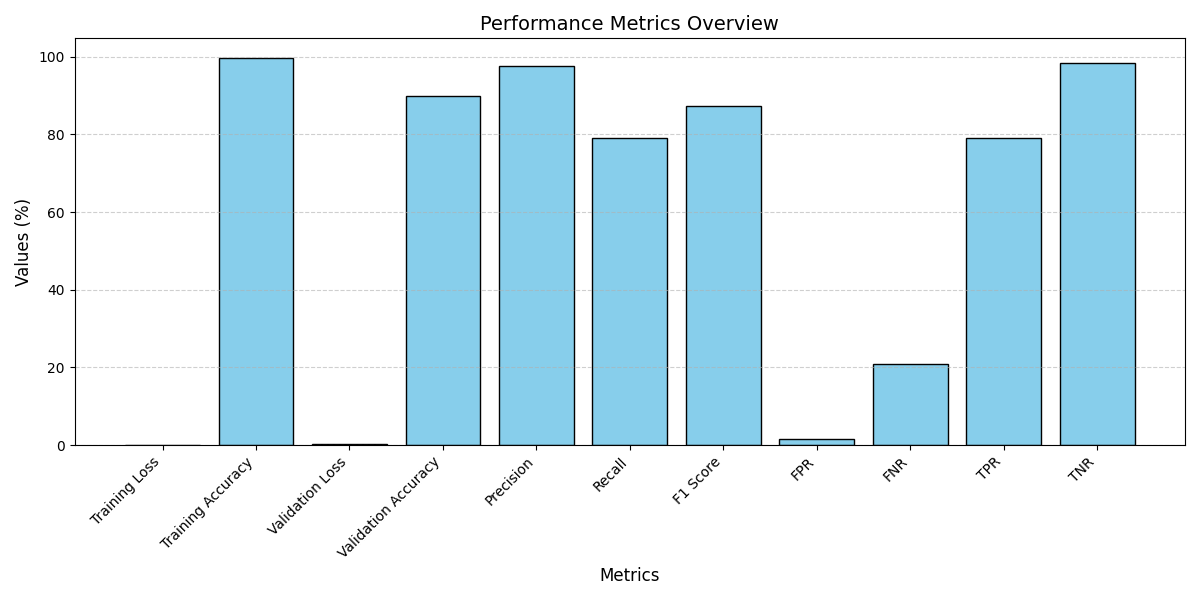 Performance Metrics Overview
Values (%)
100
80
60
40
20
0
Training Loss
Training Accuracy
Validation Loss
Validation Accuracy
Precision
Recall
F1 Score
FPR
FNR
TPR
TNR
Metrics